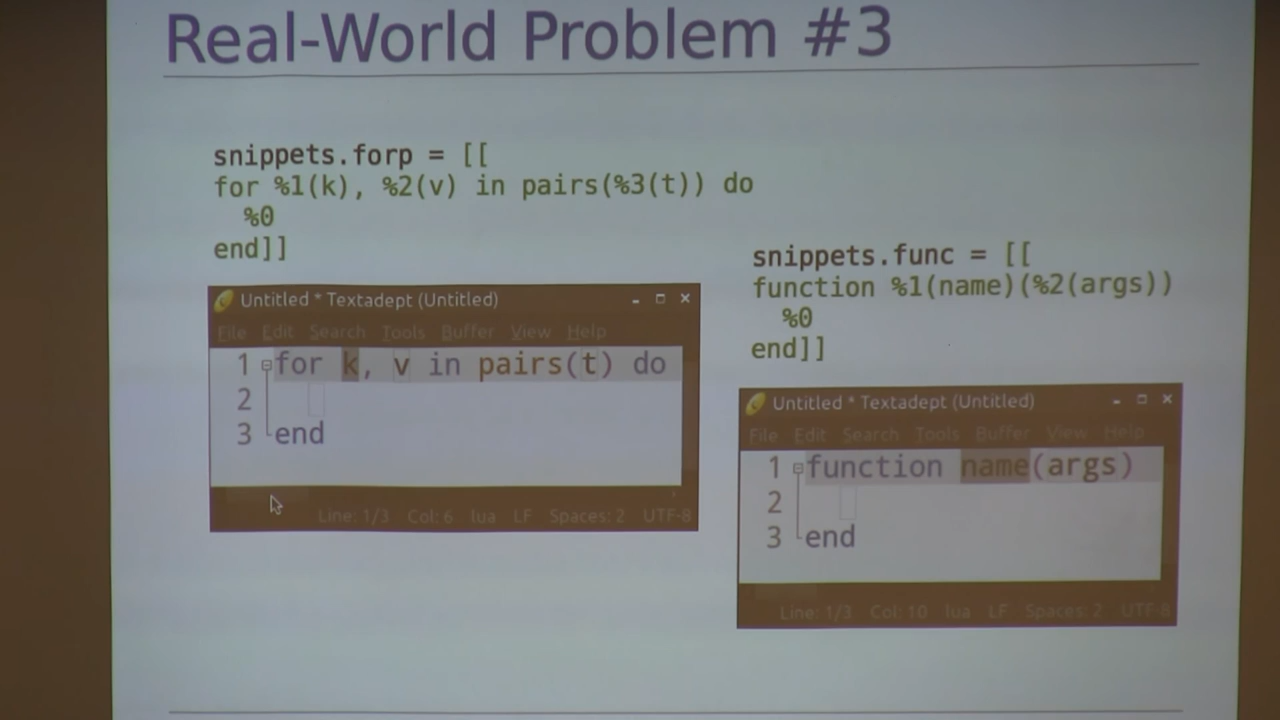 Real-World Problem #3
snippets.forp = [[
for %1(k), %2(v) in pairs(%3(t)) do
%0
end]]
Untitled * Textadept (Untitled)
File Edit Search Tools Buffer View Help
1 for k, v in pairs(t) do
2
3 end
Line: 1/3 Col: 6 lua LF Spaces: 2 UTF-8
snippets.func = [[
function %1(name)(%2(args))
%0
end]]
Untitled * Textadept (Untitled)
File Edit Search Tools Buffer View Help
1 function name(args)
2
3 end
Line: 1/3 Col: 10 lua LF Spaces: 2 UTF-8